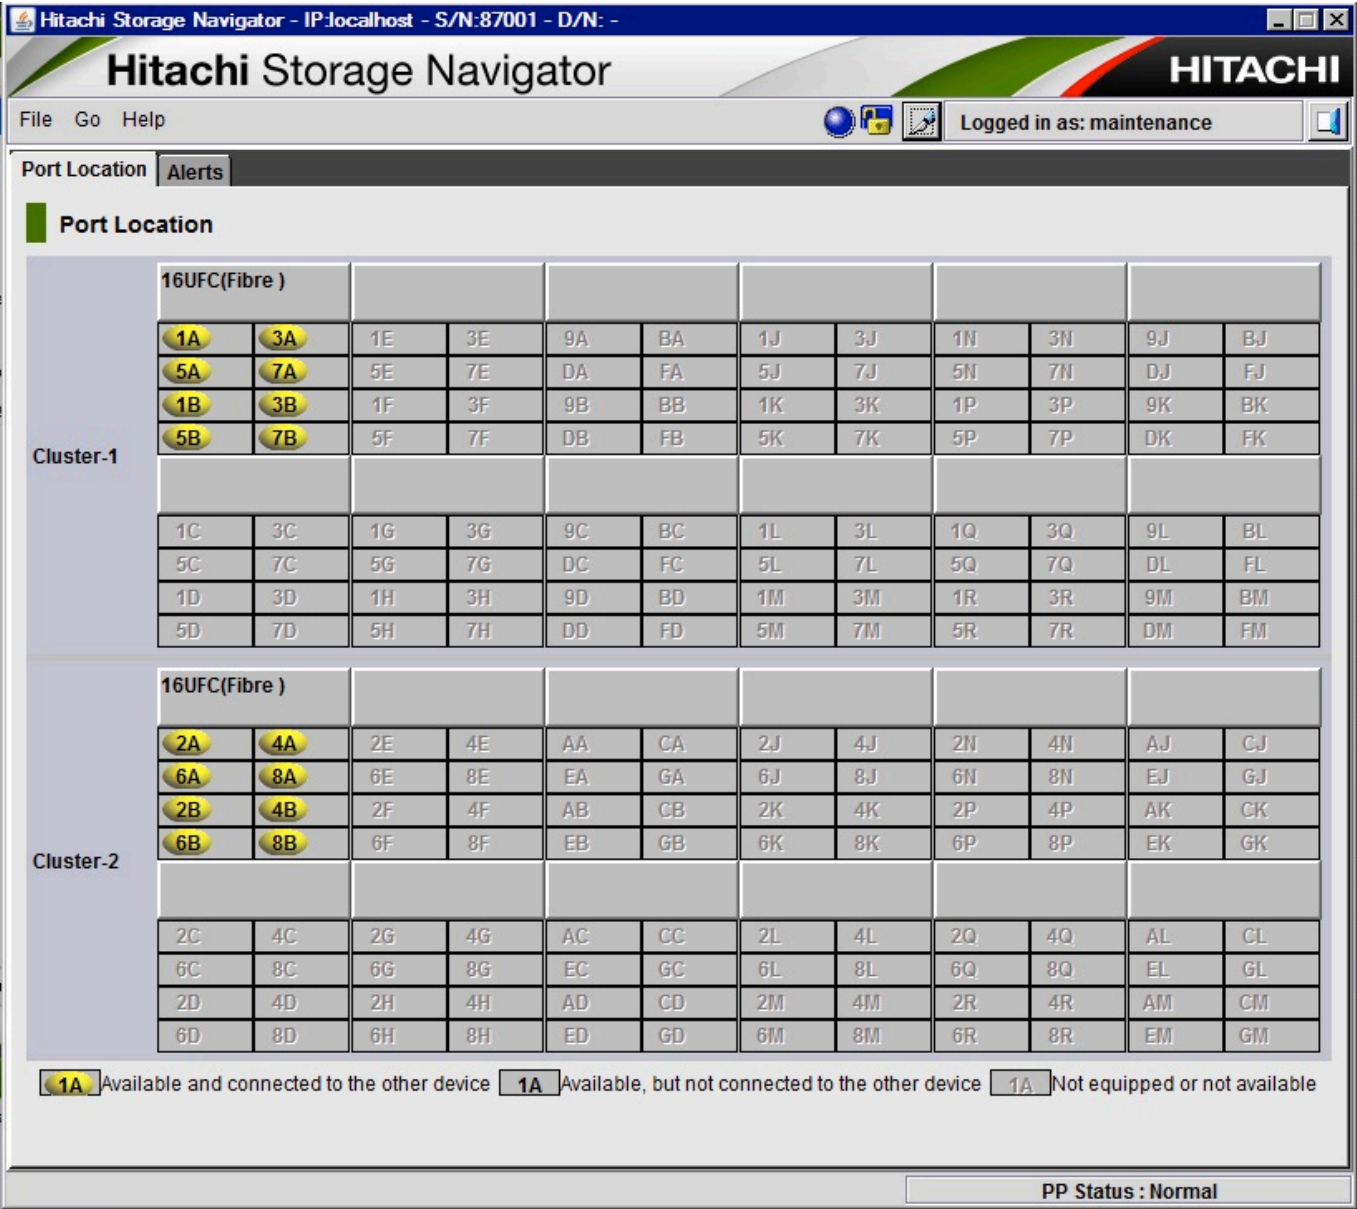 Hitachi Storage Navigator - IP:localhost - S/N:87001 - D/N: -
Hitachi Storage Navigator HITACHI
File Go Help Logged in as: maintenance
Port Location Alerts
Port Location
16UFC(Fibre )
1A 3A 1E 3E 9A BA 1J 3J 1N 3N 9J BJ
5A 7A 5E 7E DA FA 5J 7J 5N 7N DJ FJ
1B 3B 1F 3F 9B BB 1K 3K 1P 3P 9K BK
5B 7B 5F 7F DB FB 5K 7K 5P 7P DK FK
Cluster-1
1C 3C 1G 3G 9C BC 1L 3L 1Q 3Q 9L BL
5C 7C 5G 7G DC FC 5L 7L 5Q 7Q DL FL
1D 3D 1H 3H 9D BD 1M 3M 1R 3R 9M BM
5D 7D 5H 7H DD FD 5M 7M 5R 7R DM FM
16UFC(Fibre )
2A 4A 2E 4E AA CA 2J 4J 2N 4N AJ CJ
6A 8A 6E 8E EA GA 6J 8J 6N 8N EJ GJ
2B 4B 2F 4F AB CB 2K 4K 2P 4P AK CK
6B 8B 6F 8F EB GB 6K 8K 6P 8P EK GK
Cluster-2
2C 4C 2G 4G AC CC 2L 4L 2Q 4Q AL CL
6C 8C 6G 8G EC GC 6L 8L 6Q 8Q EL GL
2D 4D 2H 4H AD CD 2M 4M 2R 4R AM CM
6D 8D 6H 8H ED GD 6M 8M 6R 8R EM GM
1A Available and connected to the other device 1A Available, but not connected to the other device 1A Not equipped or not available
PP Status : Normal